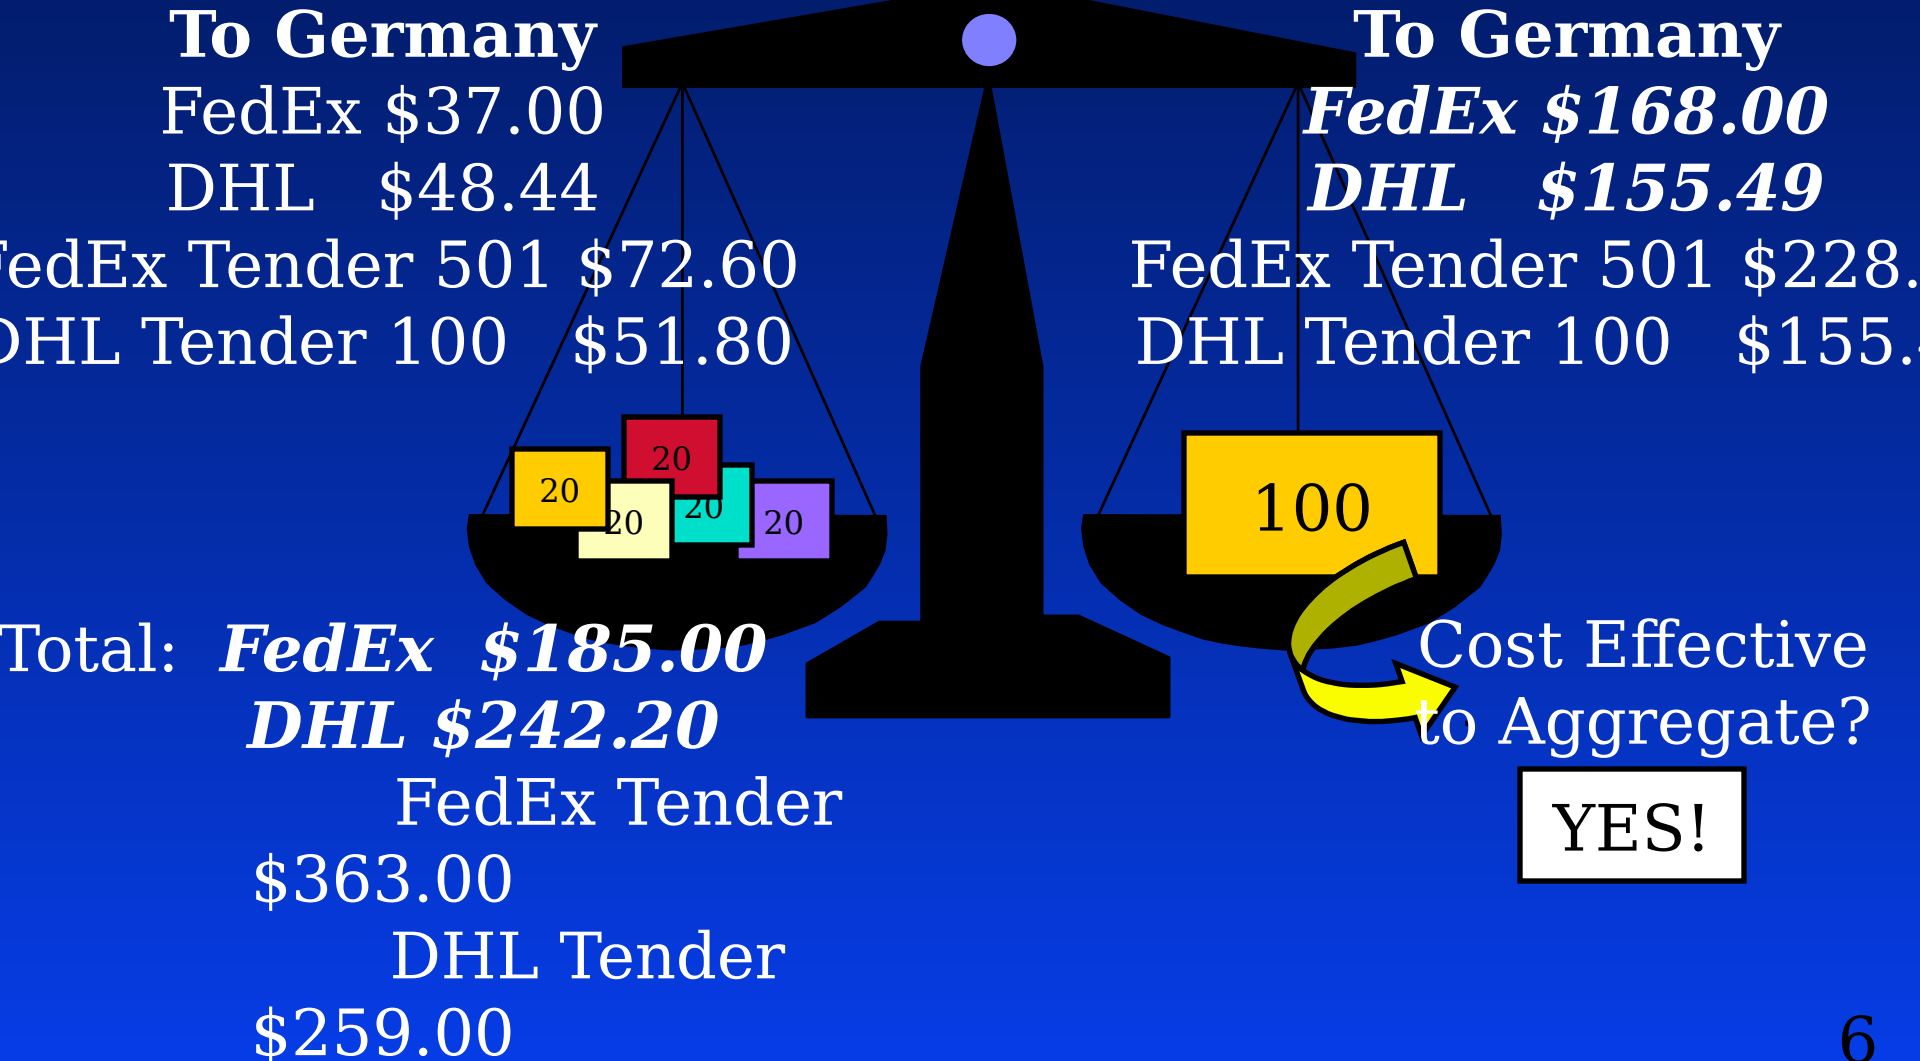 To Germany
FedEx $37.00
DHL $48.44
FedEx Tender 501 $72.60
DHL Tender 100 $51.80
To Germany
FedEx $168.00
DHL $155.49
FedEx Tender 501 $228.
DHL Tender 100 $155.
20
20
20
20
20
100
Total: FedEx $185.00
DHL $242.20
FedEx Tender
$363.00
DHL Tender
$259.00
Cost Effective
to Aggregate?
YES!
6